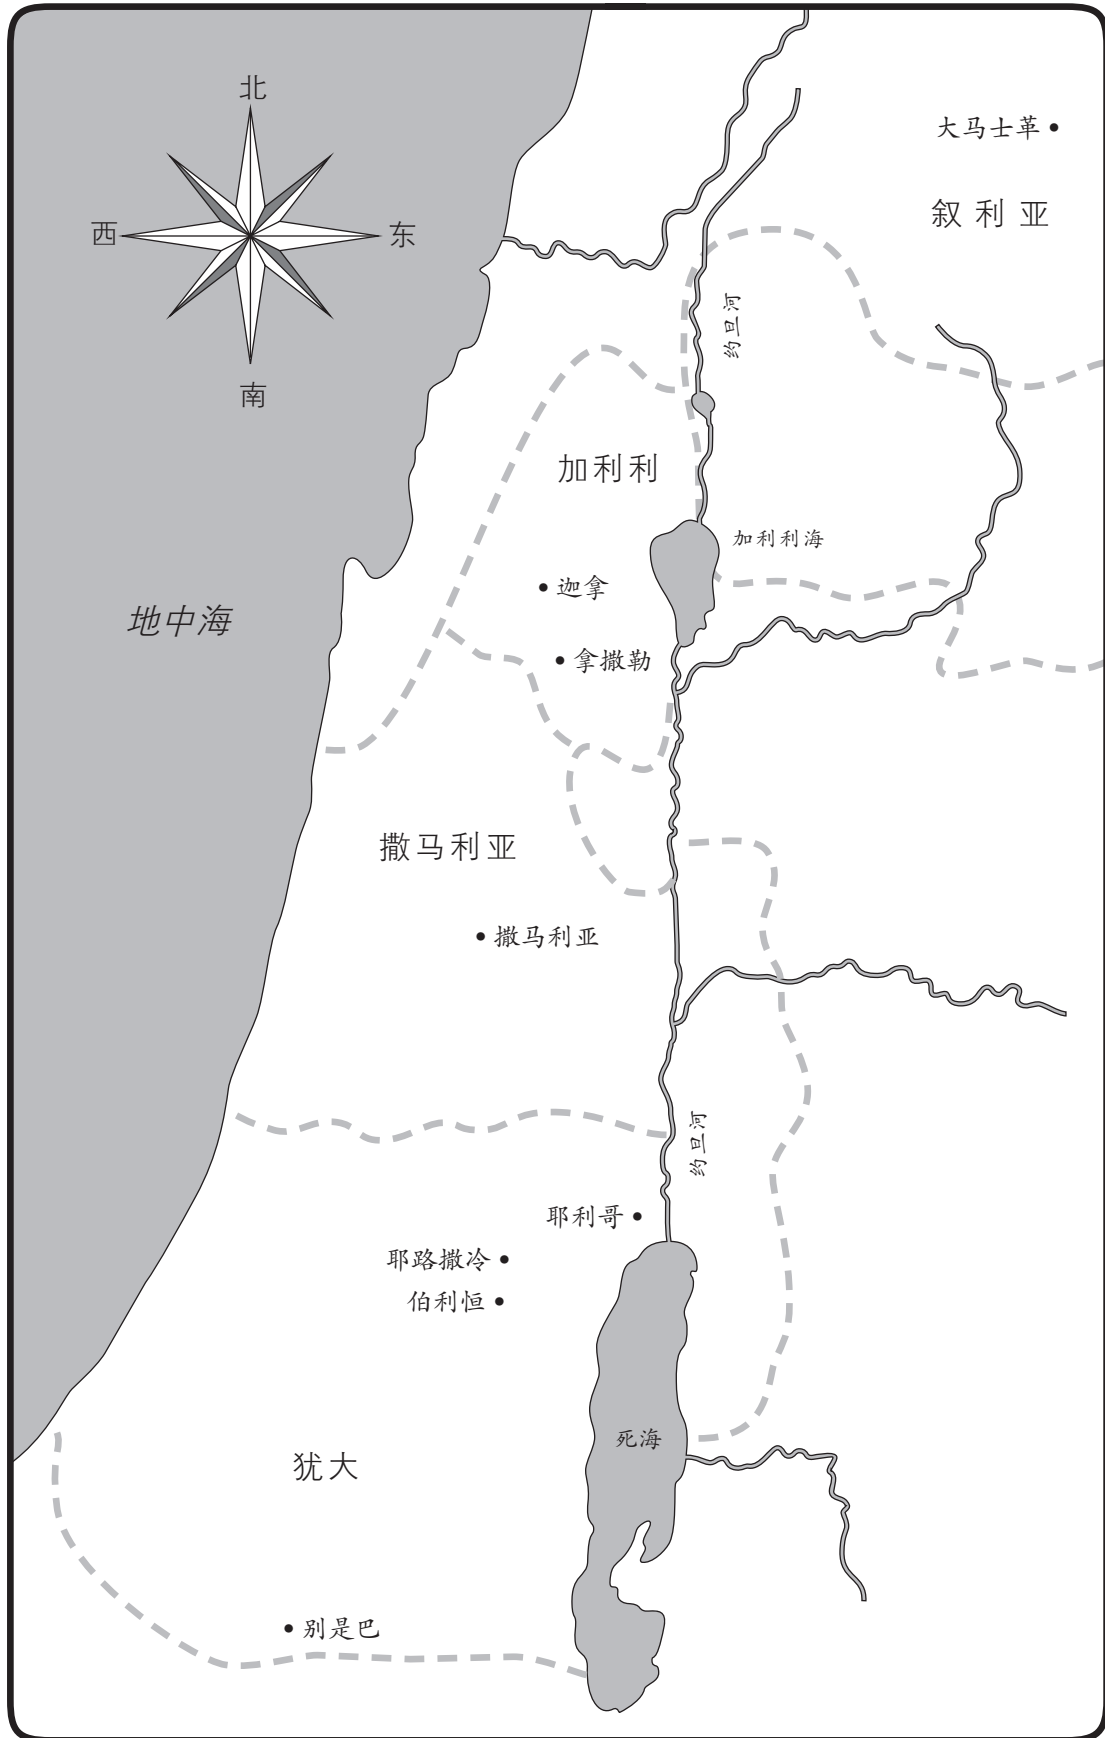 北
大马士革
叙利亚
西
东
约旦河
南
加利利
加利利海
迦拿
地中海
拿撒勒
撒马利亚
撒马利亚
约旦河
耶利哥
耶路撒冷
伯利恒
死海
犹大
别是巴